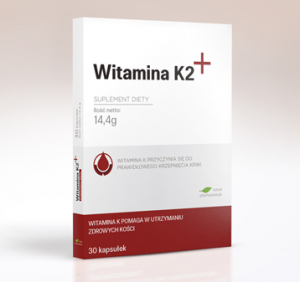 Witamina K2+
SUPLEMENT DIETY
Ilość netto:
14,4g
WITAMINA K PRZYCZYNIA SIĘ DO
PRAWIDŁOWEGO KRZEPNIĘCIA KRWI
WITAMINA K POMAGA W UTRZYMANIU
ZDROWYCH KOŚCI
30 kapsułek
Witamina K2+